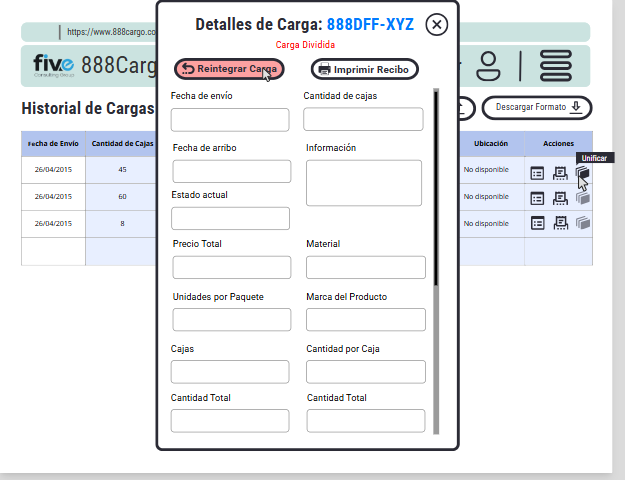 https://www.888cargo.co
Detalles de Carga: 888DFF-XYZ
Carga Dividida
five
Consulting Group
888Carg
Reintegrar Carga
Imprimir Recibo
Historial de Cargas
Descargar Formato
Fecha de envío
Cantidad de cajas
Fecha de Envio
Cantidad de Cajas
Ubicación
Acciones
Fecha de arribo
Información
Unificar
26/04/2015
45
No disponible
Estado actual
26/04/2015
60
No disponible
26/04/2015
8
No disponible
Precio Total
Material
Unidades por Paquete
Marca del Producto
Cajas
Cantidad por Caja
Cantidad Total
Cantidad Total